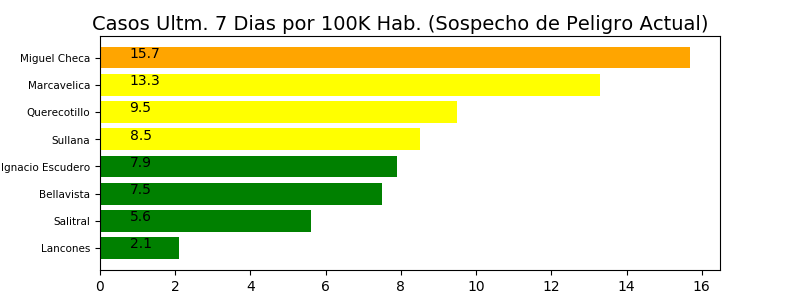 Casos Ultm. 7 Dias por 100K Hab. (Sospecho de Peligro Actual)
Miguel Checa 15.7
Marcavelica 13.3
Querecotillo 9.5
Sullana 8.5
Ignacio Escudero 7.9
Bellavista 7.5
Salitral 5.6
Lancones 2.1
0 2 4 6 8 10 12 14 16